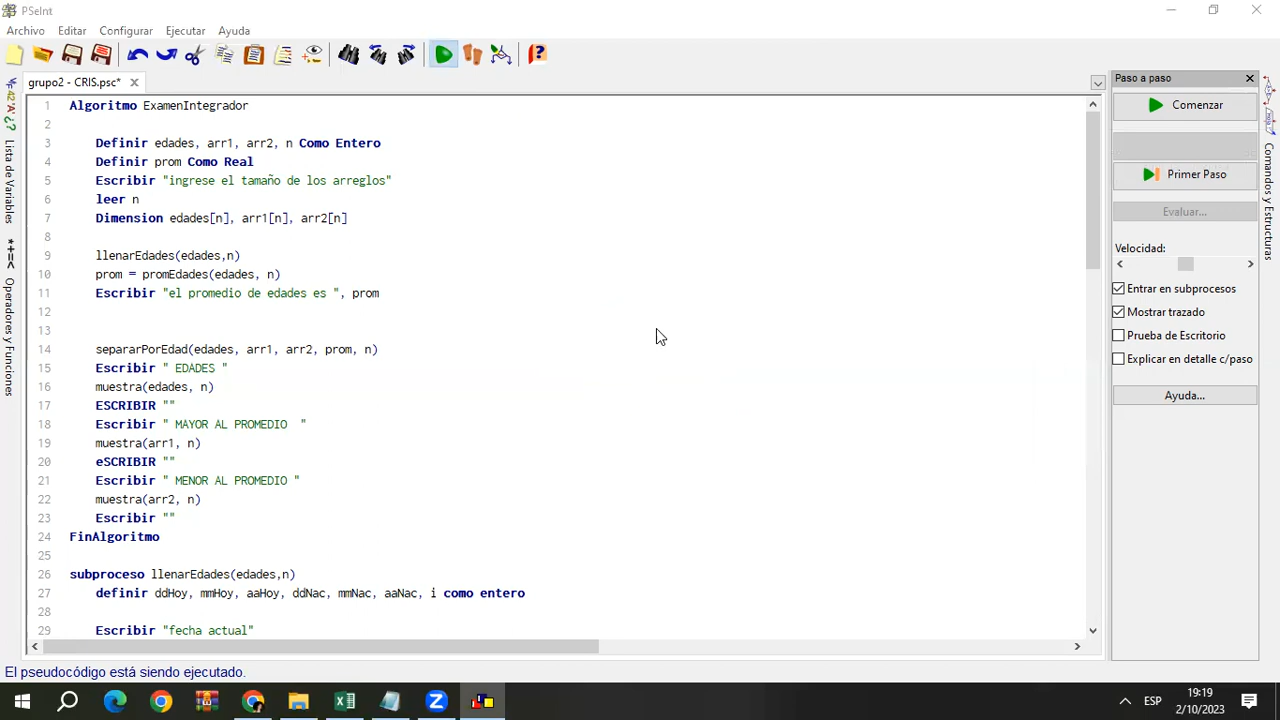 PSeInt
Archivo Editar Configurar Ejecutar Ayuda
grupo2 - CRIS.psc*
1 Algoritmo ExamenIntegrador
2
3 Definir edades, arr1, arr2, n Como Entero
4 Definir prom Como Real
5 Escribir "ingrese el tamaño de los arreglos"
6 leer n
7 Dimension edades[n], arr1[n], arr2[n]
8
9 llenarEdades(edades,n)
10 prom = promEdades(edades, n)
11 Escribir "el promedio de edades es ", prom
12
13
14 separarPorEdad(edades, arr1, arr2, prom, n)
15 Escribir " EDADES "
16 muestra(edades, n)
17 ESCRIBIR ""
18 Escribir " MAYOR AL PROMEDIO  "
19 muestra(arr1, n)
20 eSCRIBIR ""
21 Escribir " MENOR AL PROMEDIO "
22 muestra(arr2, n)
23 Escribir ""
24 FinAlgoritmo
25
26 subproceso llenarEdades(edades,n)
27 definir ddHoy, mmHoy, aaHoy, ddNac, mmNac, aaNac, i como entero
28
29 Escribir "fecha actual"
Lista de Variables
*+=< Operadores y Funciones
Paso a paso
Comenzar
Primer Paso
Evaluar...
Velocidad:
Entrar en subprocesos
Mostrar trazado
Prueba de Escritorio
Explicar en detalle c/paso
Ayuda...
Comandos y Estructuras
El pseudocódigo está siendo ejecutado.
ESP
19:19
2/10/2023